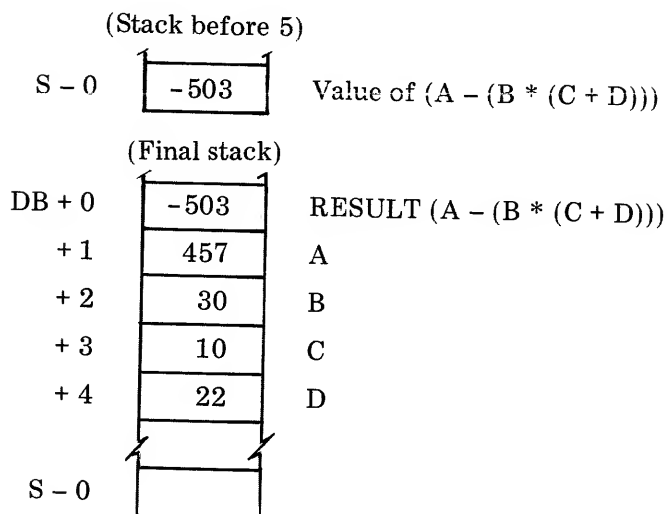 (Stack before 5)
S – 0 -503 Value of (A – (B * (C + D)))
(Final stack)
DB + 0 -503 RESULT (A – (B * (C + D)))
+ 1 457 A
+ 2 30 B
+ 3 10 C
+ 4 22 D
S – 0